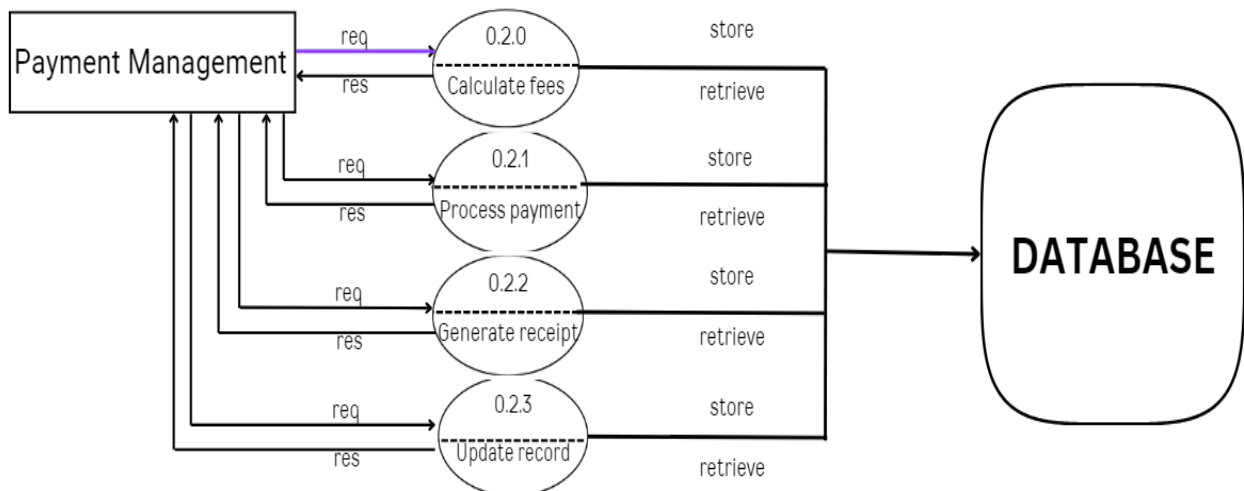 Payment Management
req
res
0.2.0
Calculate fees
store
retrieve
req
res
0.2.1
Process payment
store
retrieve
req
res
0.2.2
Generate receipt
store
retrieve
req
res
0.2.3
Update record
store
retrieve
DATABASE